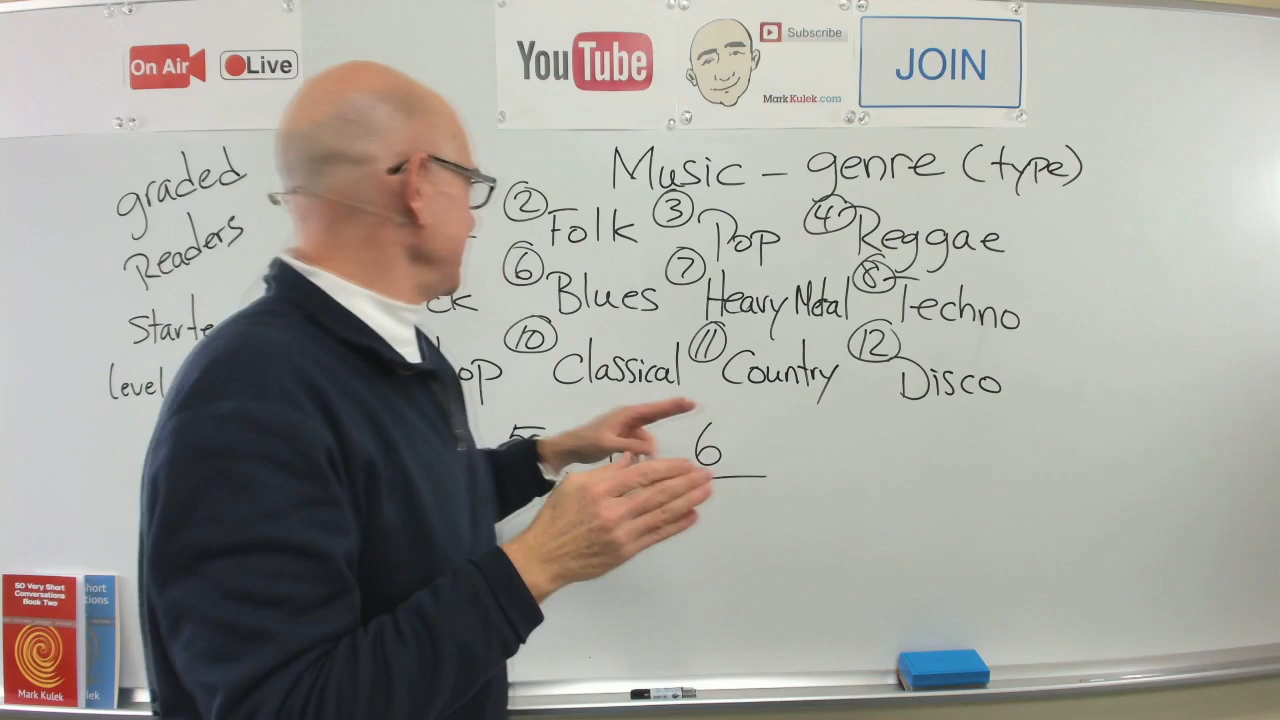 On Air
Live
YouTube
Subscribe
MarkKulek.com
JOIN
graded
Readers
level
Music - genre (type)
② Folk ③ Pop ④ Reggae
⑥ Blues ⑦ Heavy Metal ⑧ Techno
⑩ Classical ⑪ Country ⑫ Disco
6
50 Very Short
Conversations
Book Two
Mark Kulek